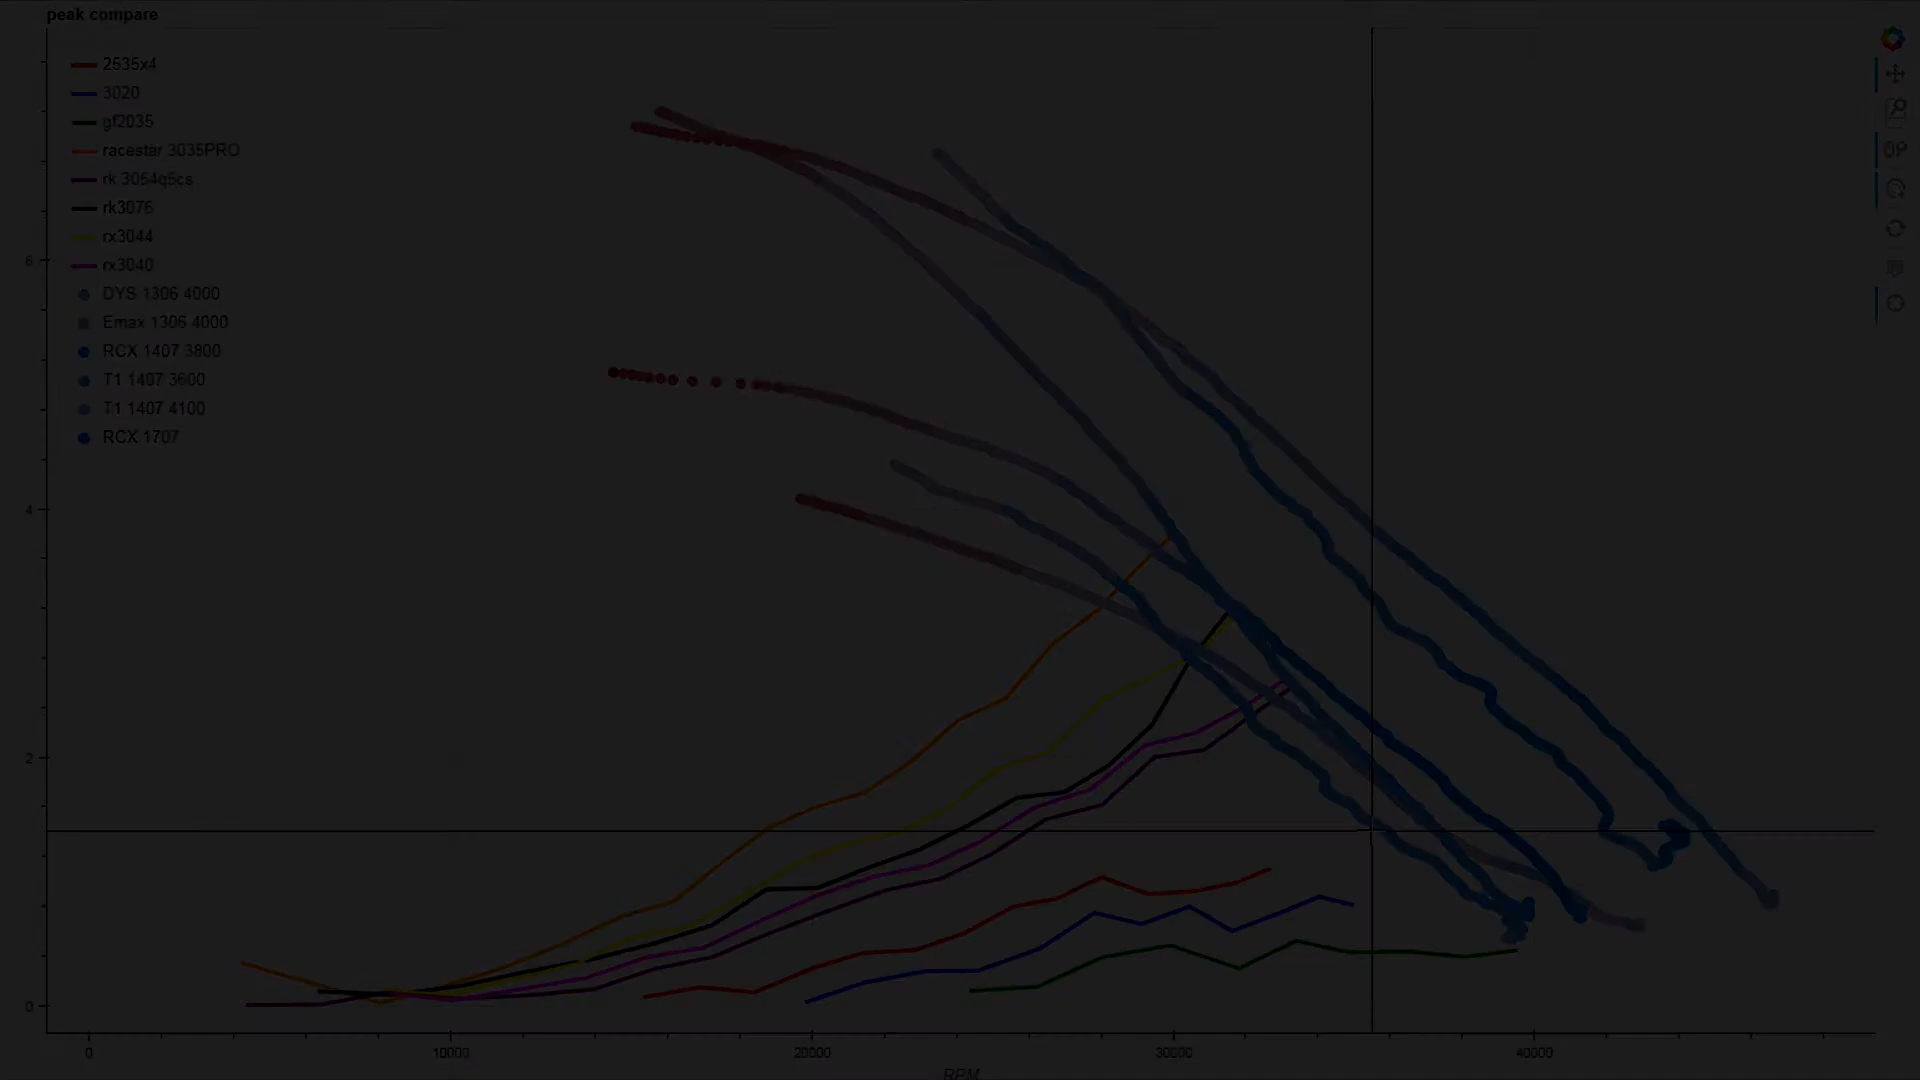 peak compare
2535x4
3020
gf2035
racestar 3035PRO
rk 3054q5cs
rk3076
rx3044
rx3040
DYS 1306 4000
Emax 1306 4000
RCX 1407 3800
T1 1407 3600
T1 1407 4100
RCX 1707
6
4
2
0
0
10000
20000
30000
40000
RPM